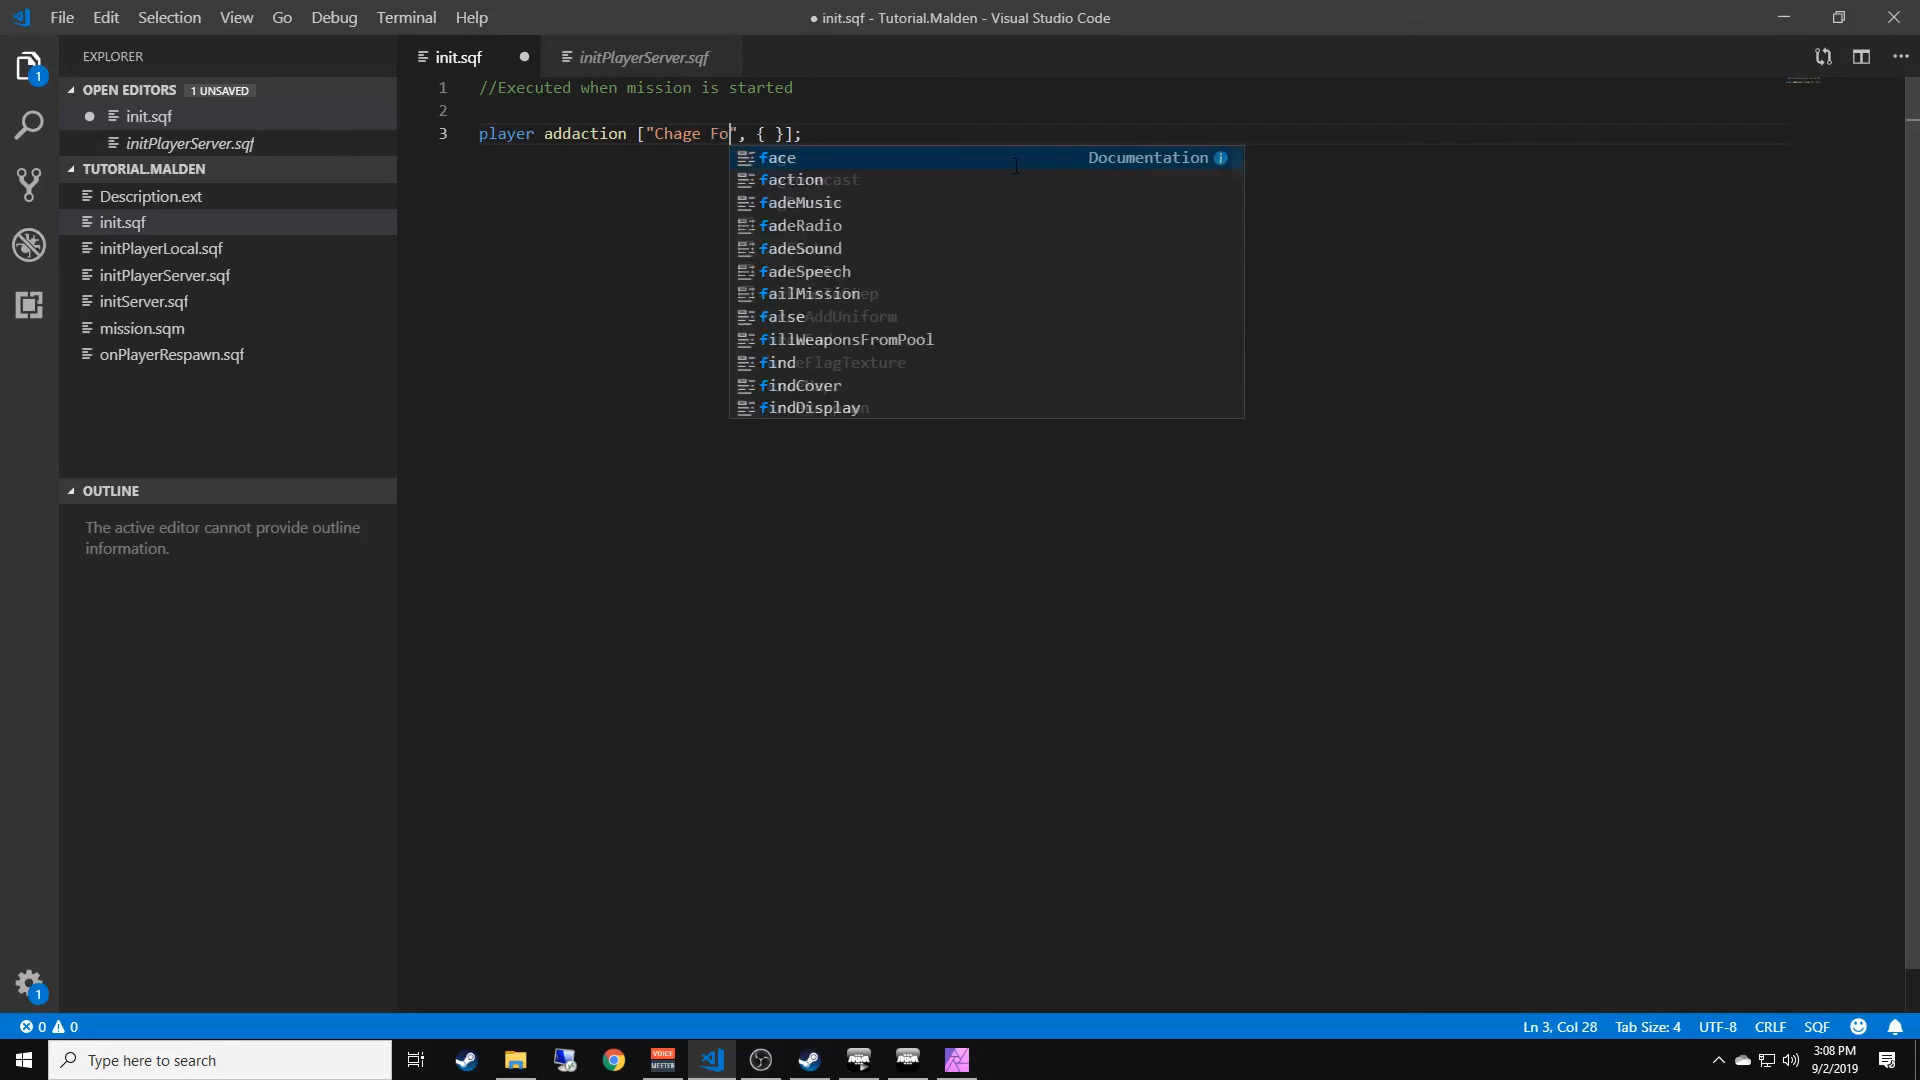 File Edit Selection View Go Debug Terminal Help
● init.sqf - Tutorial.Malden - Visual Studio Code
EXPLORER
init.sqf
initPlayerServer.sqf
OPEN EDITORS 1 UNSAVED
init.sqf
initPlayerServer.sqf
TUTORIAL.MALDEN
Description.ext
init.sqf
initPlayerLocal.sqf
initPlayerServer.sqf
initServer.sqf
mission.sqm
onPlayerRespawn.sqf
OUTLINE
The active editor cannot provide outline
information.
1 //Executed when mission is started
2
3 player addaction ["Chage Fo", { }];
face Documentation
faction
fadeMusic
fadeRadio
fadeSound
fadeSpeech
failMission
false
fillWeaponsFromPool
find
findCover
findDisplay
1
1
0 0
Ln 3, Col 28 Tab Size: 4 UTF-8 CRLF SQF
Type here to search
VOICE
MEETER
3:08 PM
9/2/2019